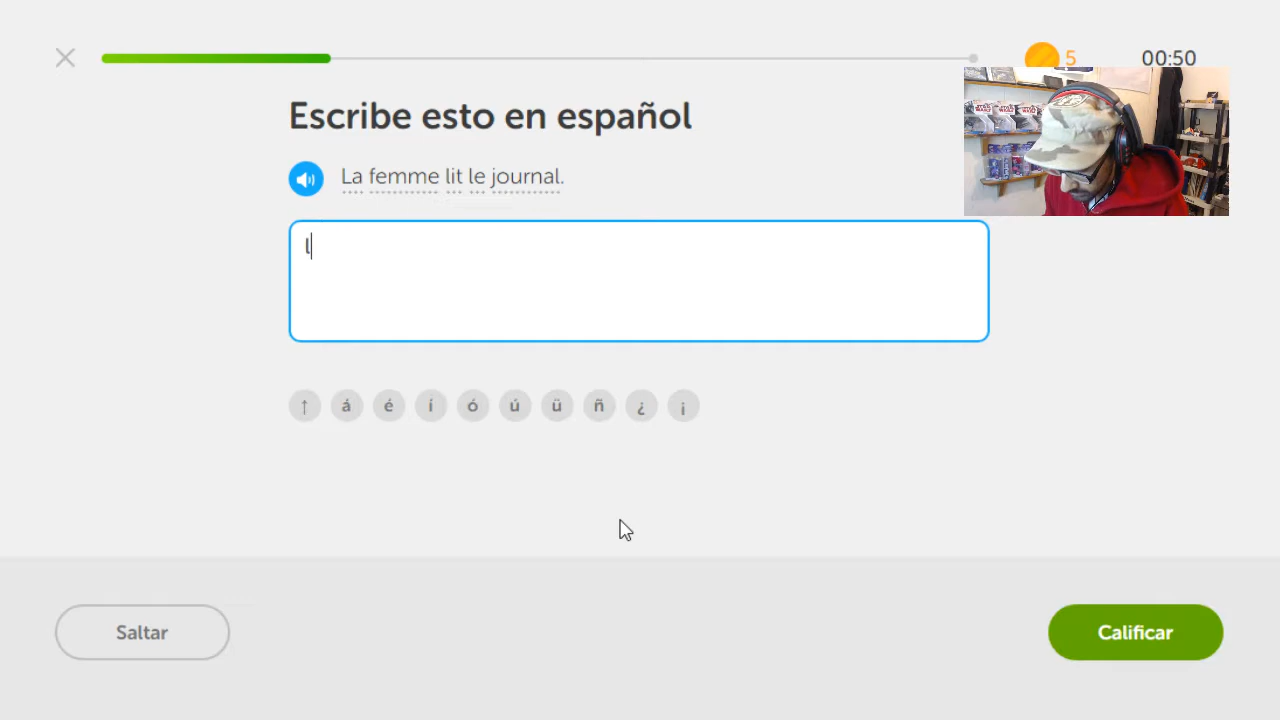 5
00:50
Escribe esto en español
La femme lit le journal.
l
↑ á é í ó ú ü ñ ¿ ¡
Saltar
Calificar